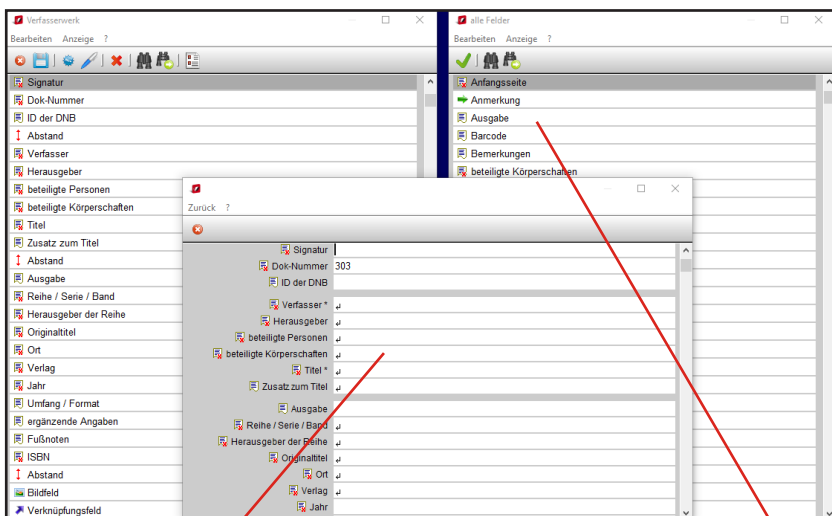 Verfasserwerk
Bearbeiten Anzeige ?
Signatur
Dok-Nummer
ID der DNB
Abstand
Verfasser
Herausgeber
beteiligte Personen
beteiligte Körperschaften
Titel
Zusatz zum Titel
Abstand
Ausgabe
Reihe / Serie / Band
Herausgeber der Reihe
Originaltitel
Ort
Verlag
Jahr
Umfang / Format
ergänzende Angaben
Fußnoten
ISBN
Abstand
Bildfeld
Verknüpfungsfeld
alle Felder
Bearbeiten Anzeige ?
Anfangsseite
Anmerkung
Ausgabe
Barcode
Bemerkungen
beteiligte Körperschaften
Zurück ?
Signatur
Dok-Nummer 303
ID der DNB
Verfasser *
Herausgeber
beteiligte Personen
beteiligte Körperschaften
Titel *
Zusatz zum Titel
Ausgabe
Reihe / Serie / Band
Herausgeber der Reihe
Originaltitel
Ort
Verlag
Jahr